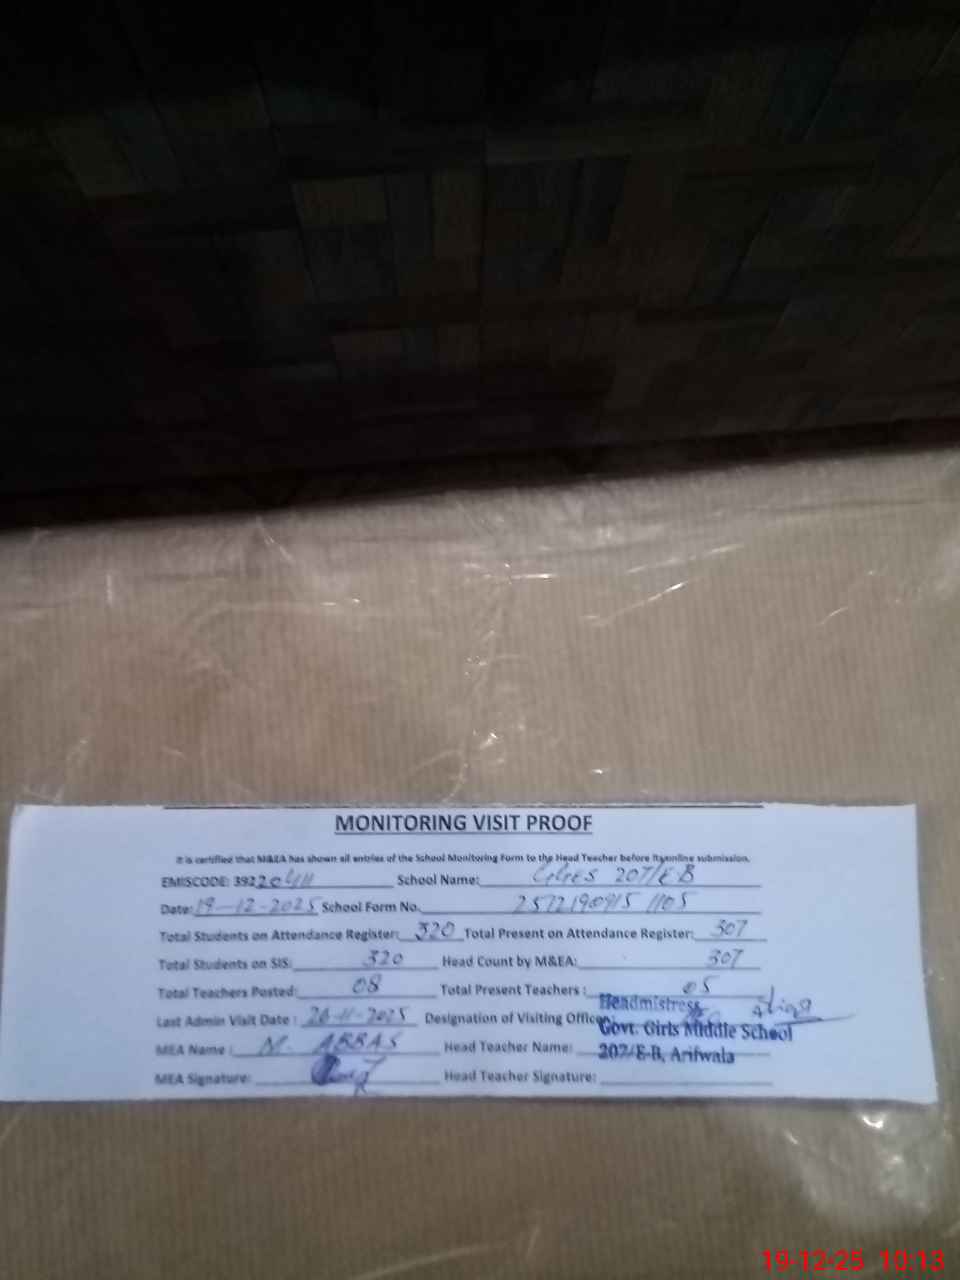 MONITORING VISIT PROOF
It is certified that M&EA has shown all entries of the School Monitoring Form to the Head Teacher before its online submission.
EMISCODE: 39220411 School Name: GGES 207/E B
Date: 19-12-2025 School Form No. 2512190915 1105
Total Students on Attendance Register: 320 Total Present on Attendance Register: 307
Total Students on SIS: 320 Head Count by M&EA: 307
Total Teachers Posted: 08 Total Present Teachers : 05
Last Admin Visit Date : 26-11-2025 Designation of Visiting Officer
Headmistress
Govt. Girls Middle School
207/E-B, Arifwala
MEA Name : M. ABBAS Head Teacher Name:
MEA Signature: Head Teacher Signature:
19-12-25 10:13